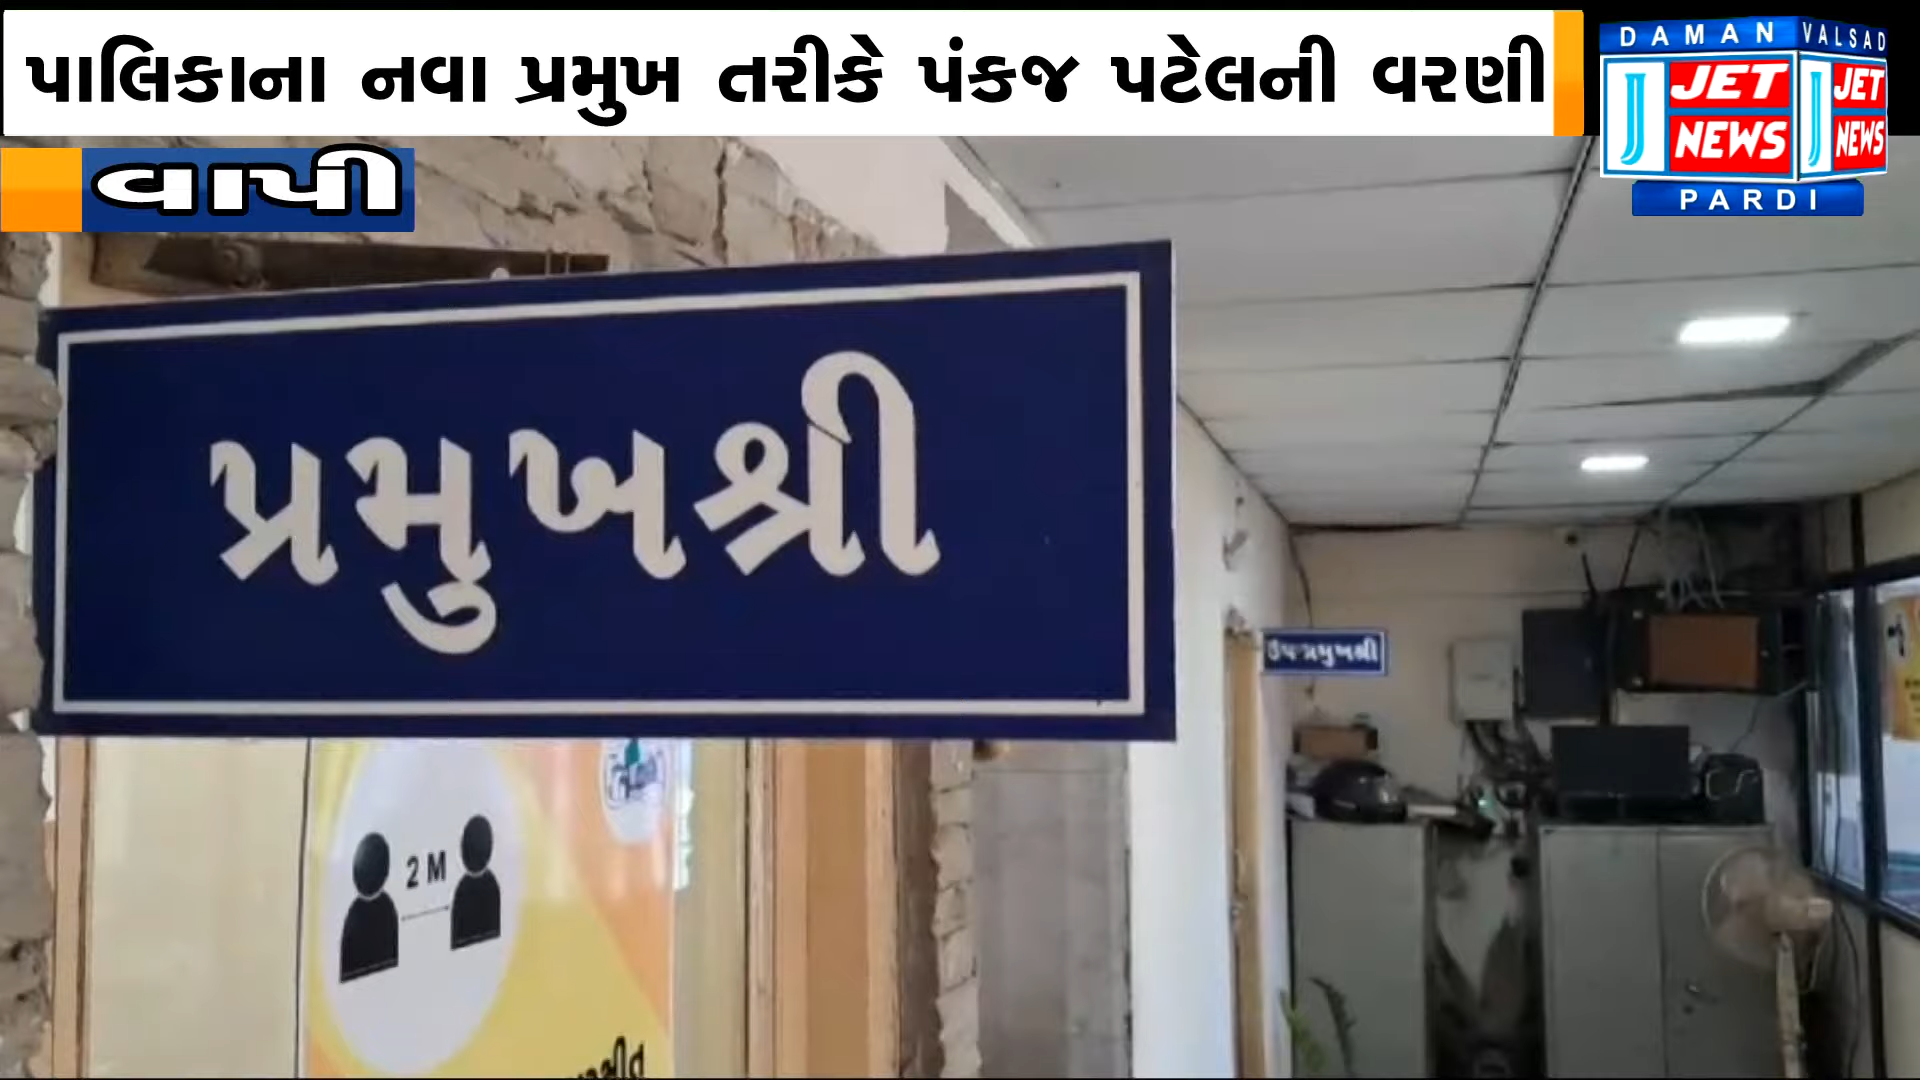 પાલિકાના નવા પ્રમુખ તરીકે પંકજ પટેલની વરણી
DAMAN VALSAD
J JET NEWS J JET NEWS
PARDI
વાપી
પ્રમુખશ્રી
ઉપપ્રમુખશ્રી
2 M